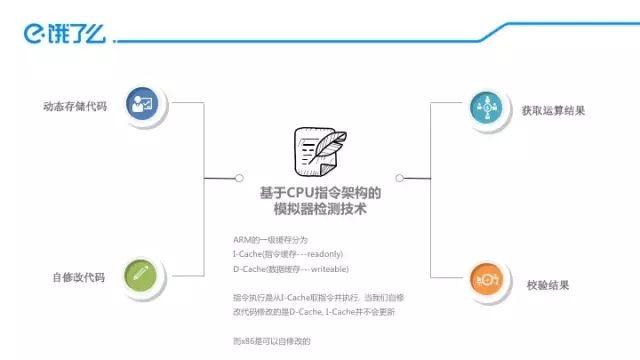 饿了么
动态存储代码
获取运算结果
基于CPU指令架构的
模拟器检测技术
ARM的一级缓存分为
I-Cache(指令缓存---readonly)
D-Cache(数据缓存---writeable)
自修改代码
校验结果
指令执行是从I-Cache取指令并执行, 当我们自修
改代码修改的是D-Cache, I-Cache并不会更新
而x86是可以自修改的